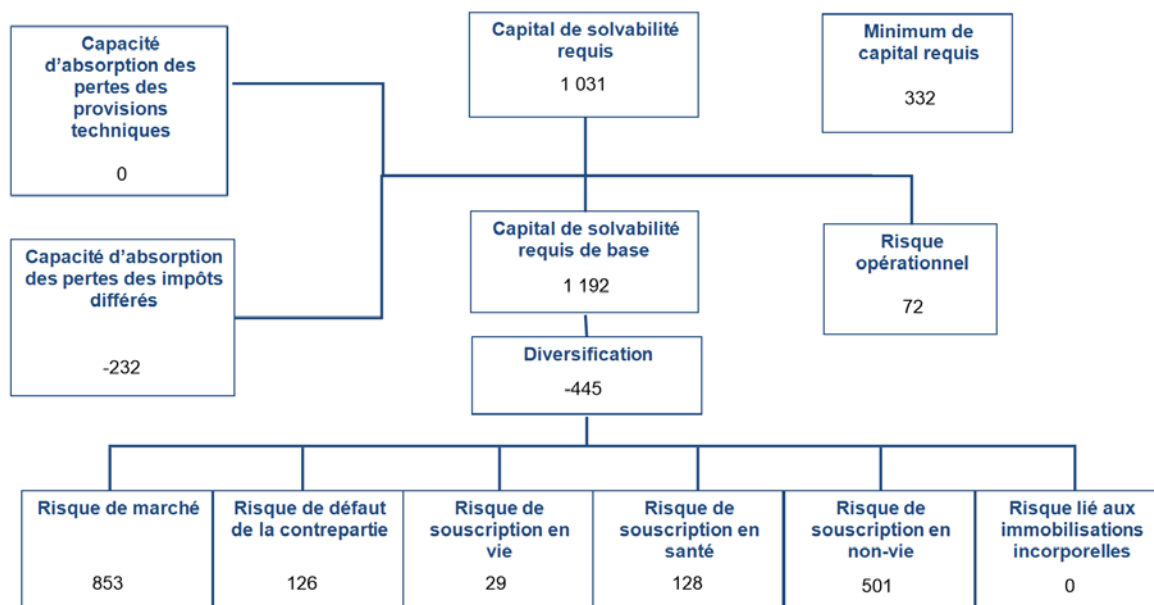 Capacité
d'absorption des
pertes des
provisions
techniques
0
Capital de solvabilité
requis
1 031
Minimum de
capital requis
332
Capacité d'absorption
des pertes des impôts
différés
-232
Capital de solvabilité
requis de base
1 192
Risque
opérationnel
72
Diversification
-445
Risque de marché
853
Risque de défaut
de la contrepartie
126
Risque de
souscription en
vie
29
Risque de
souscription en
santé
128
Risque de
souscription en
non-vie
501
Risque lié aux
immobilisations
incorporelles
0